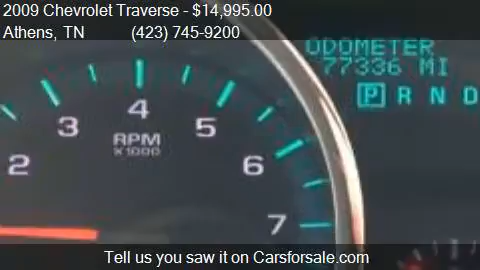 2009 Chevrolet Traverse - $14,995.00
Athens, TN (423) 745-9200
ODOMETER
77336 MI
P R N D
4
3 5
RPM
X1000
2 6
7
Tell us you saw it on Carsforsale.com